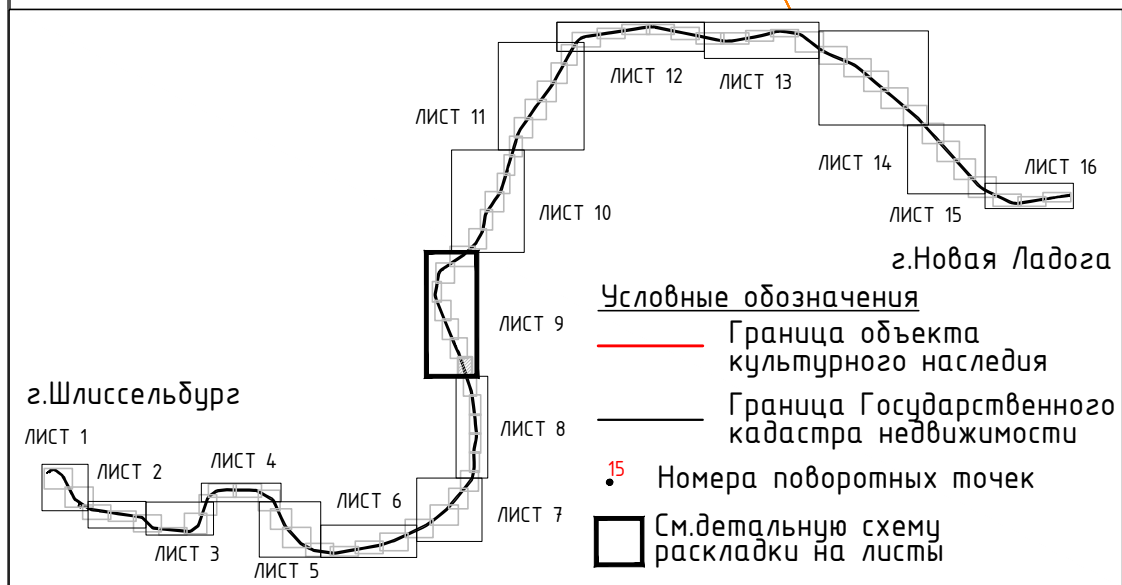 ЛИСТ 12
ЛИСТ 13
ЛИСТ 11
ЛИСТ 14
ЛИСТ 16
ЛИСТ 10
ЛИСТ 15
г.Новая Ладога
Условные обозначения
ЛИСТ 9
Граница объекта
культурного наследия
г.Шлиссельбург
Граница Государственного
кадастра недвижимости
ЛИСТ 8
ЛИСТ 1
ЛИСТ 2
ЛИСТ 4
15
Номера поворотных точек
ЛИСТ 6
ЛИСТ 7
См.детальную схему
раскладки на листы
ЛИСТ 3
ЛИСТ 5